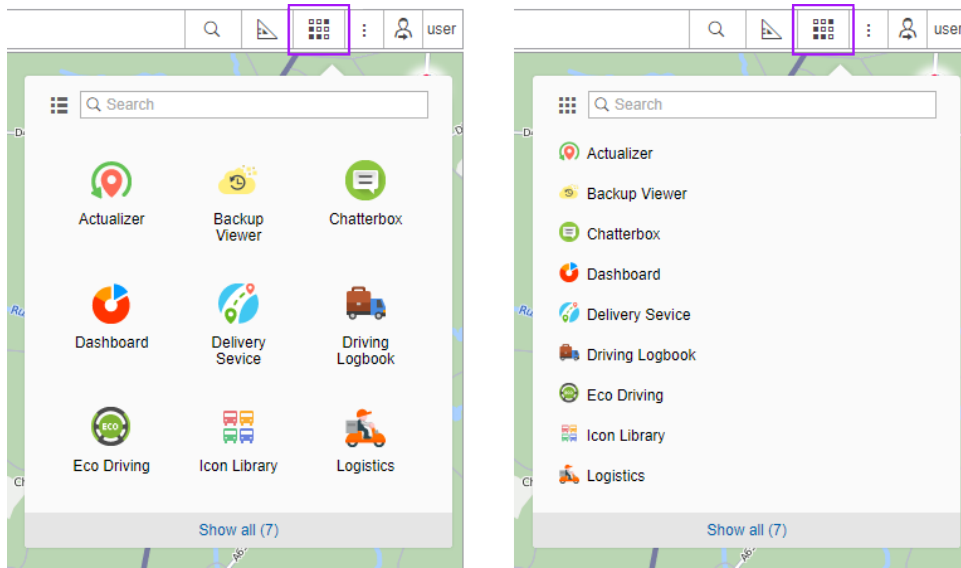 user
Search
Actualizer
Backup
Viewer
Chatterbox
Dashboard
Delivery
Sevice
Driving
Logbook
ECO
Eco Driving
Icon Library
Logistics
Show all (7)
user
Search
Actualizer
Backup Viewer
Chatterbox
Dashboard
Delivery Sevice
Driving Logbook
ECO
Eco Driving
Icon Library
Logistics
Show all (7)